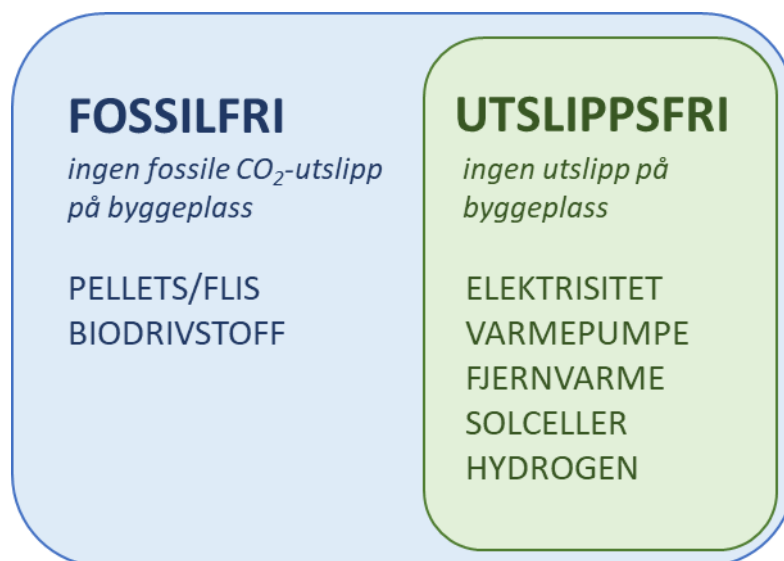 FOSSILFRI
ingen fossile CO₂-utslipp
på byggeplass
PELLETS/FLIS
BIODRIVSTOFF
UTSLIPPSFRI
ingen utslipp på
byggeplass
ELEKTRISITET
VARMEPUMPE
FJERNVARME
SOLCELLER
HYDROGEN